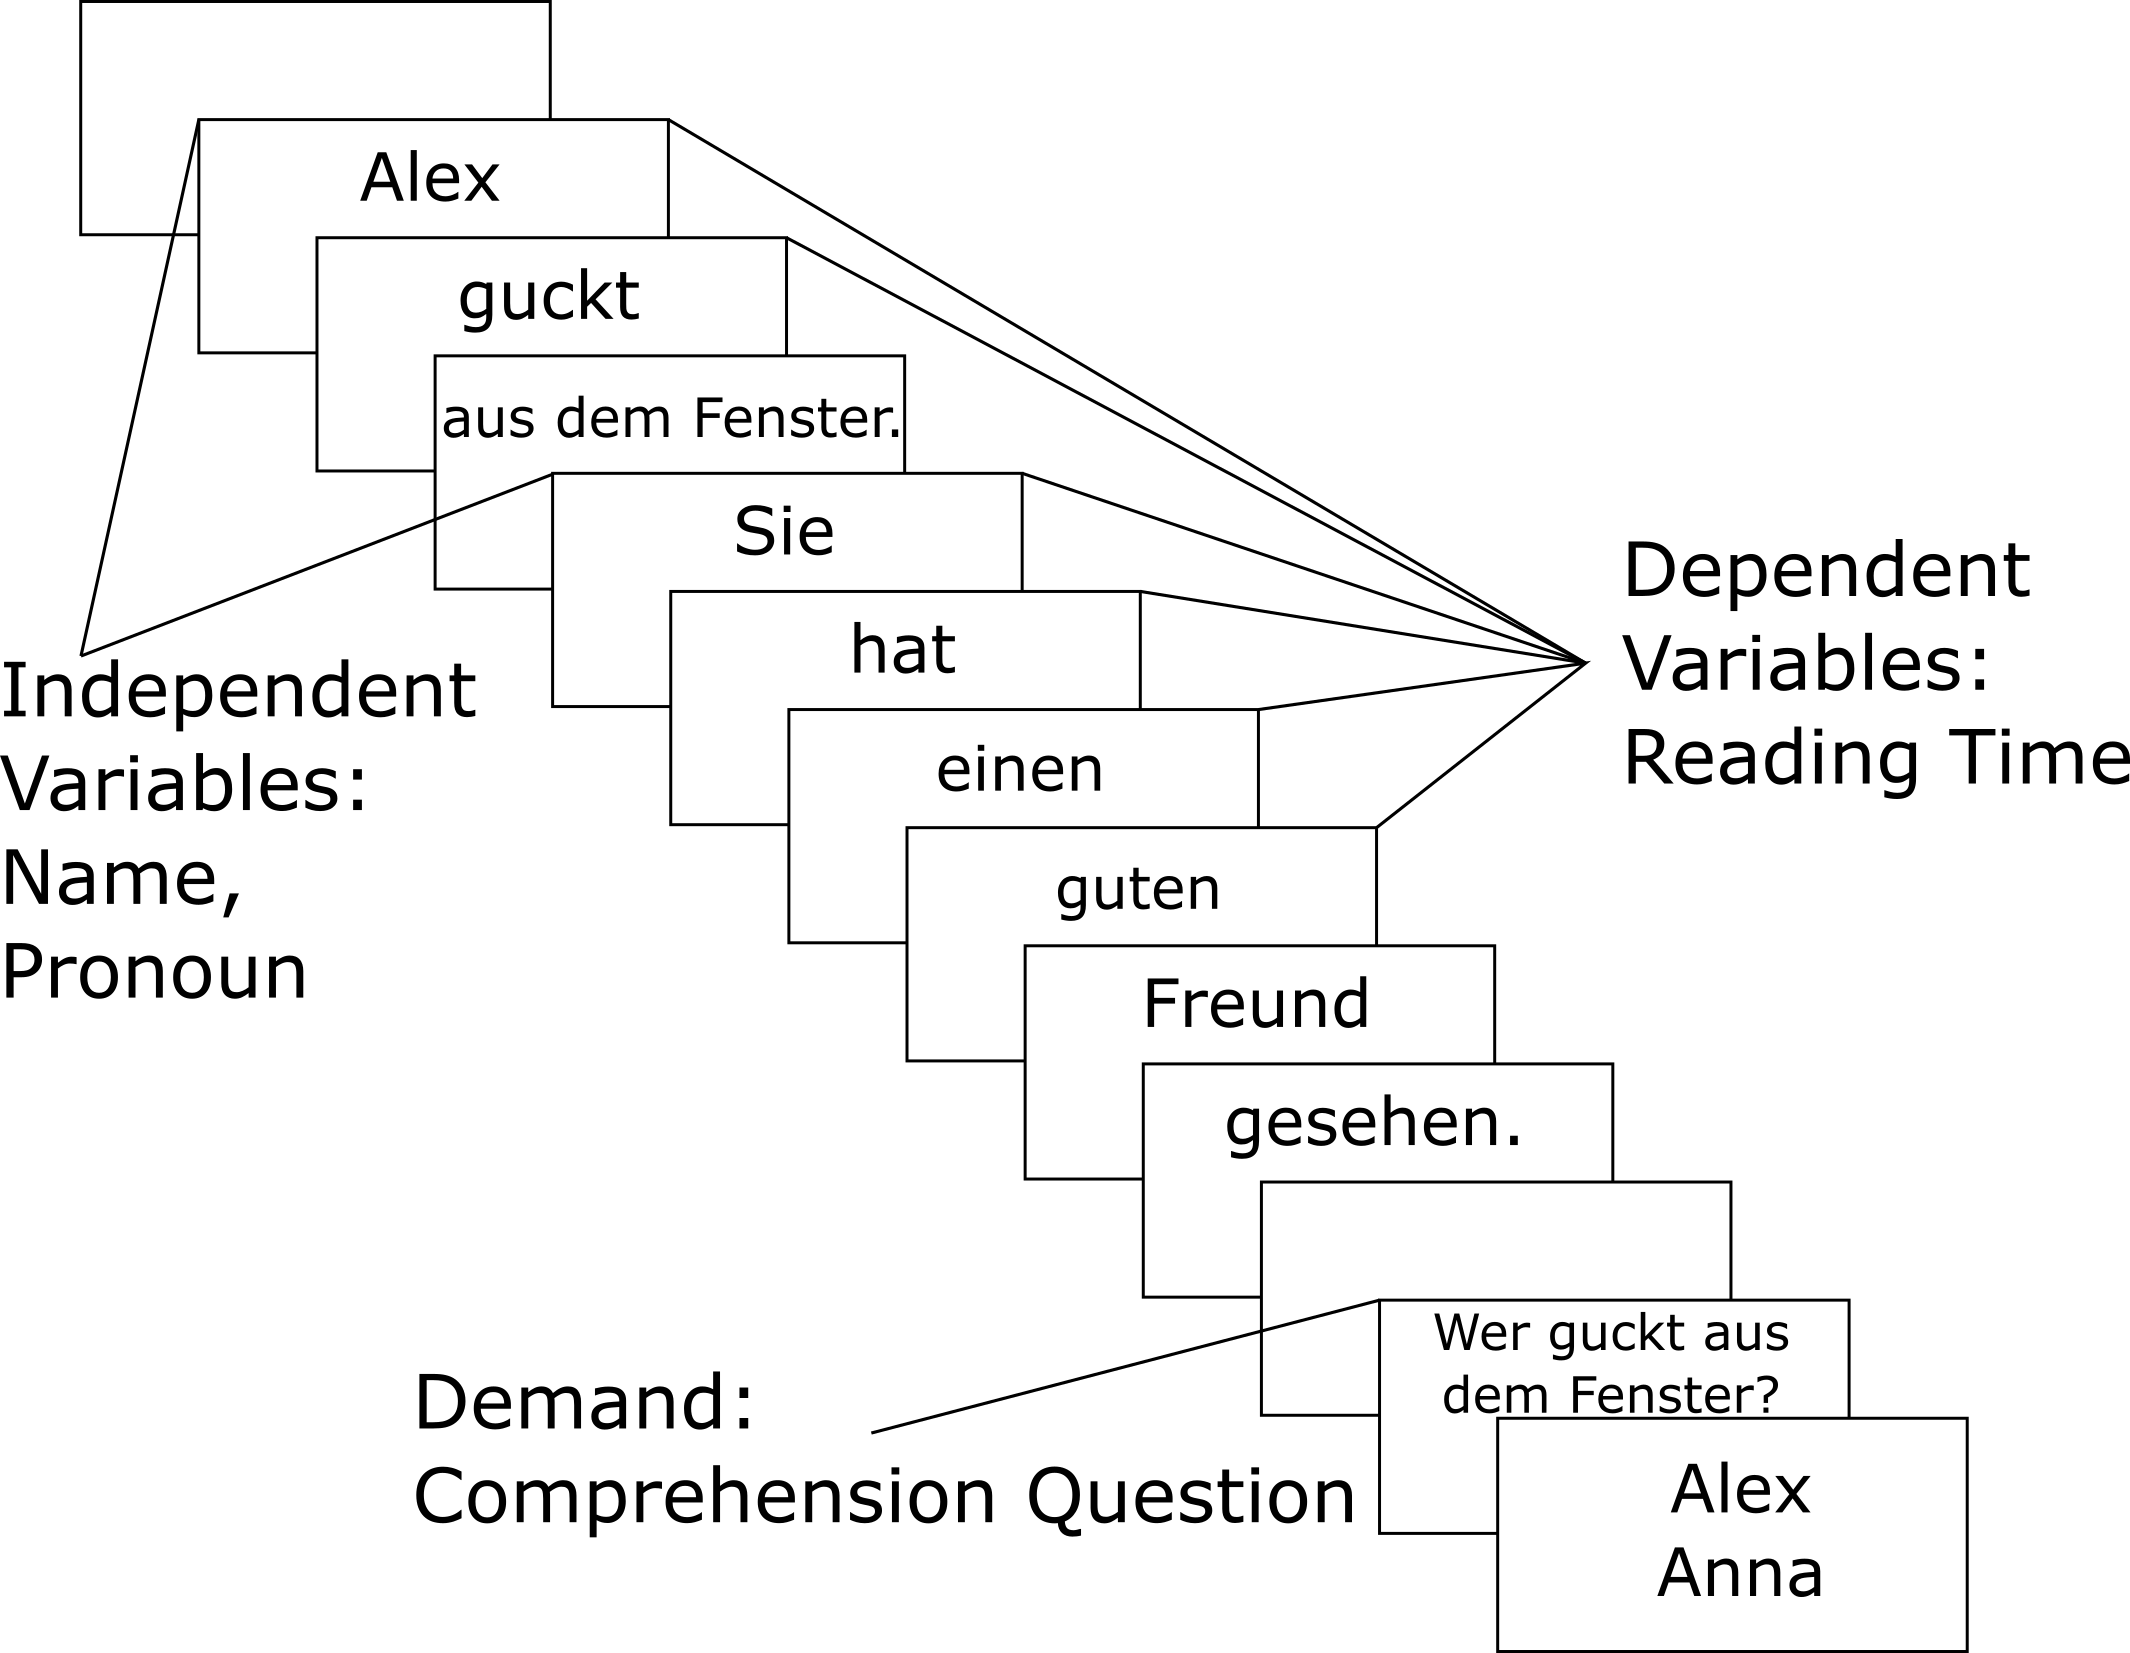 Alex
guckt
aus dem Fenster.
Sie
hat
einen
guten
Freund
gesehen.
Wer guckt aus
dem Fenster?
Alex
Anna
Independent
Variables:
Name,
Pronoun
Dependent
Variables:
Reading Time
Demand:
Comprehension Question